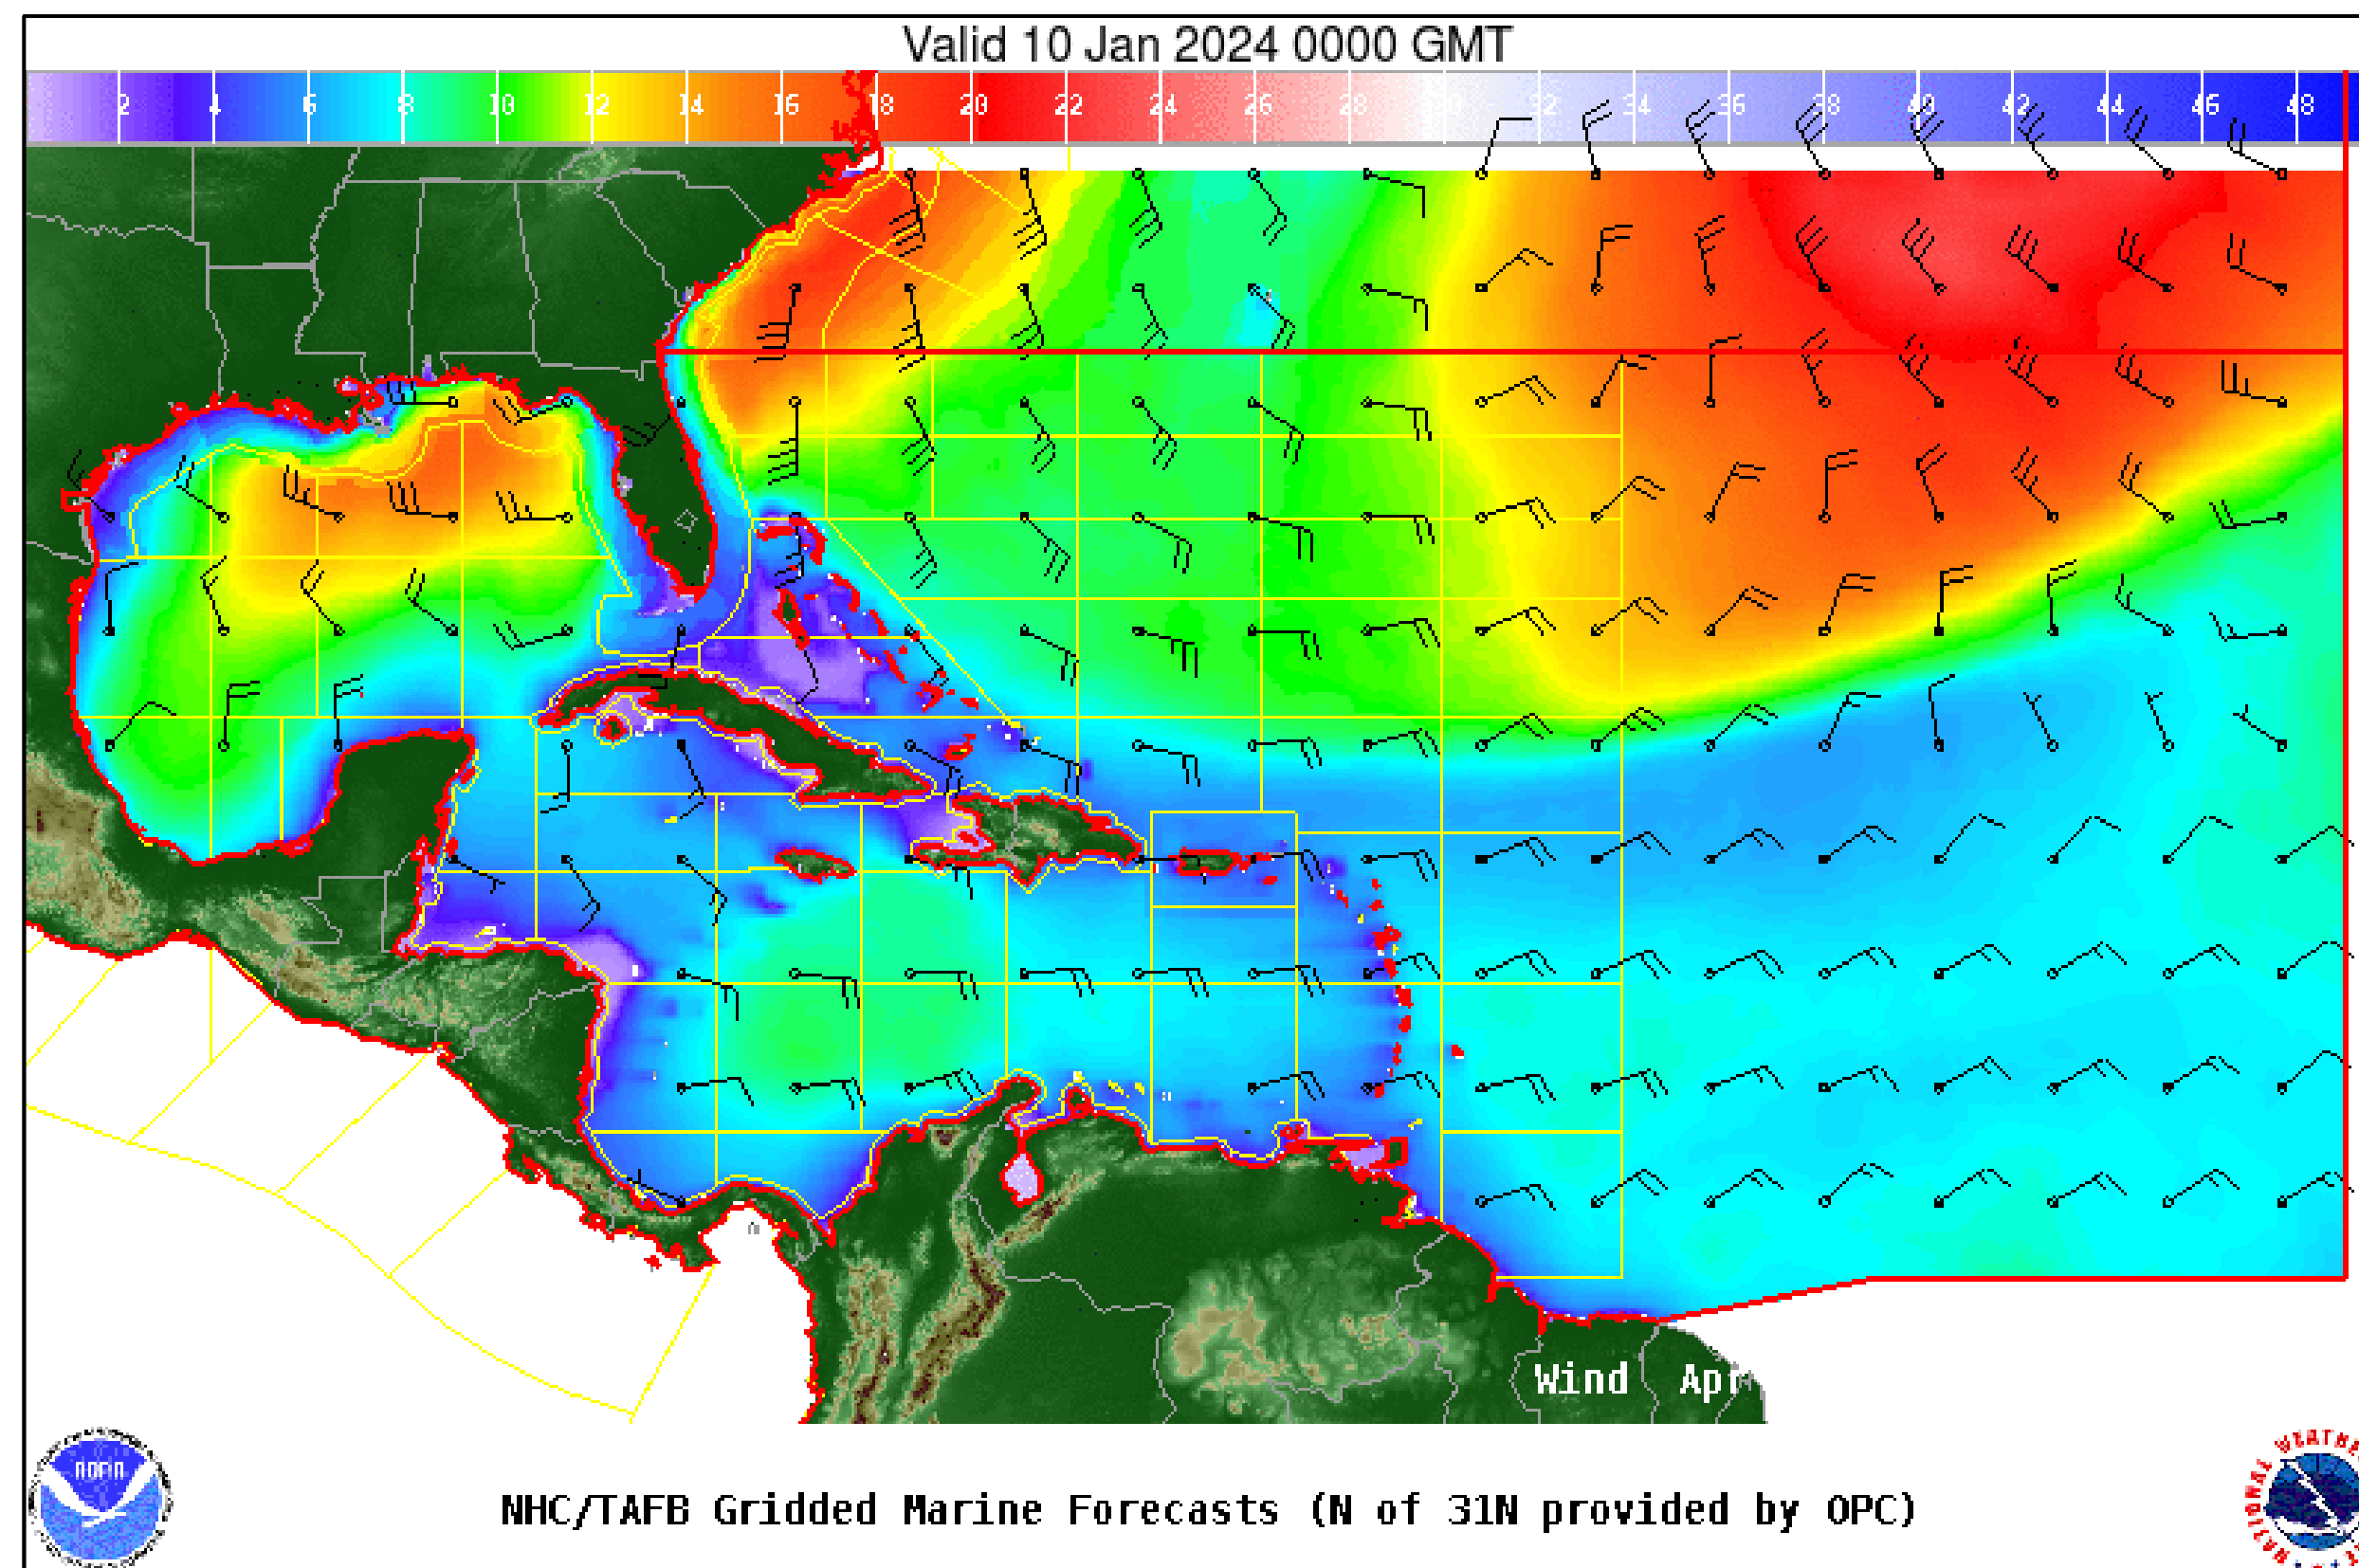 Valid 10 Jan 2024 0000 GMT
2 4 6 8 10 12 14 16 18 20 22 24 26 28 30 32 34 36 38 40 42 44 46 48
Wind Apr
NOAA
NHC/TAFB Gridded Marine Forecasts (N of 31N provided by OPC)